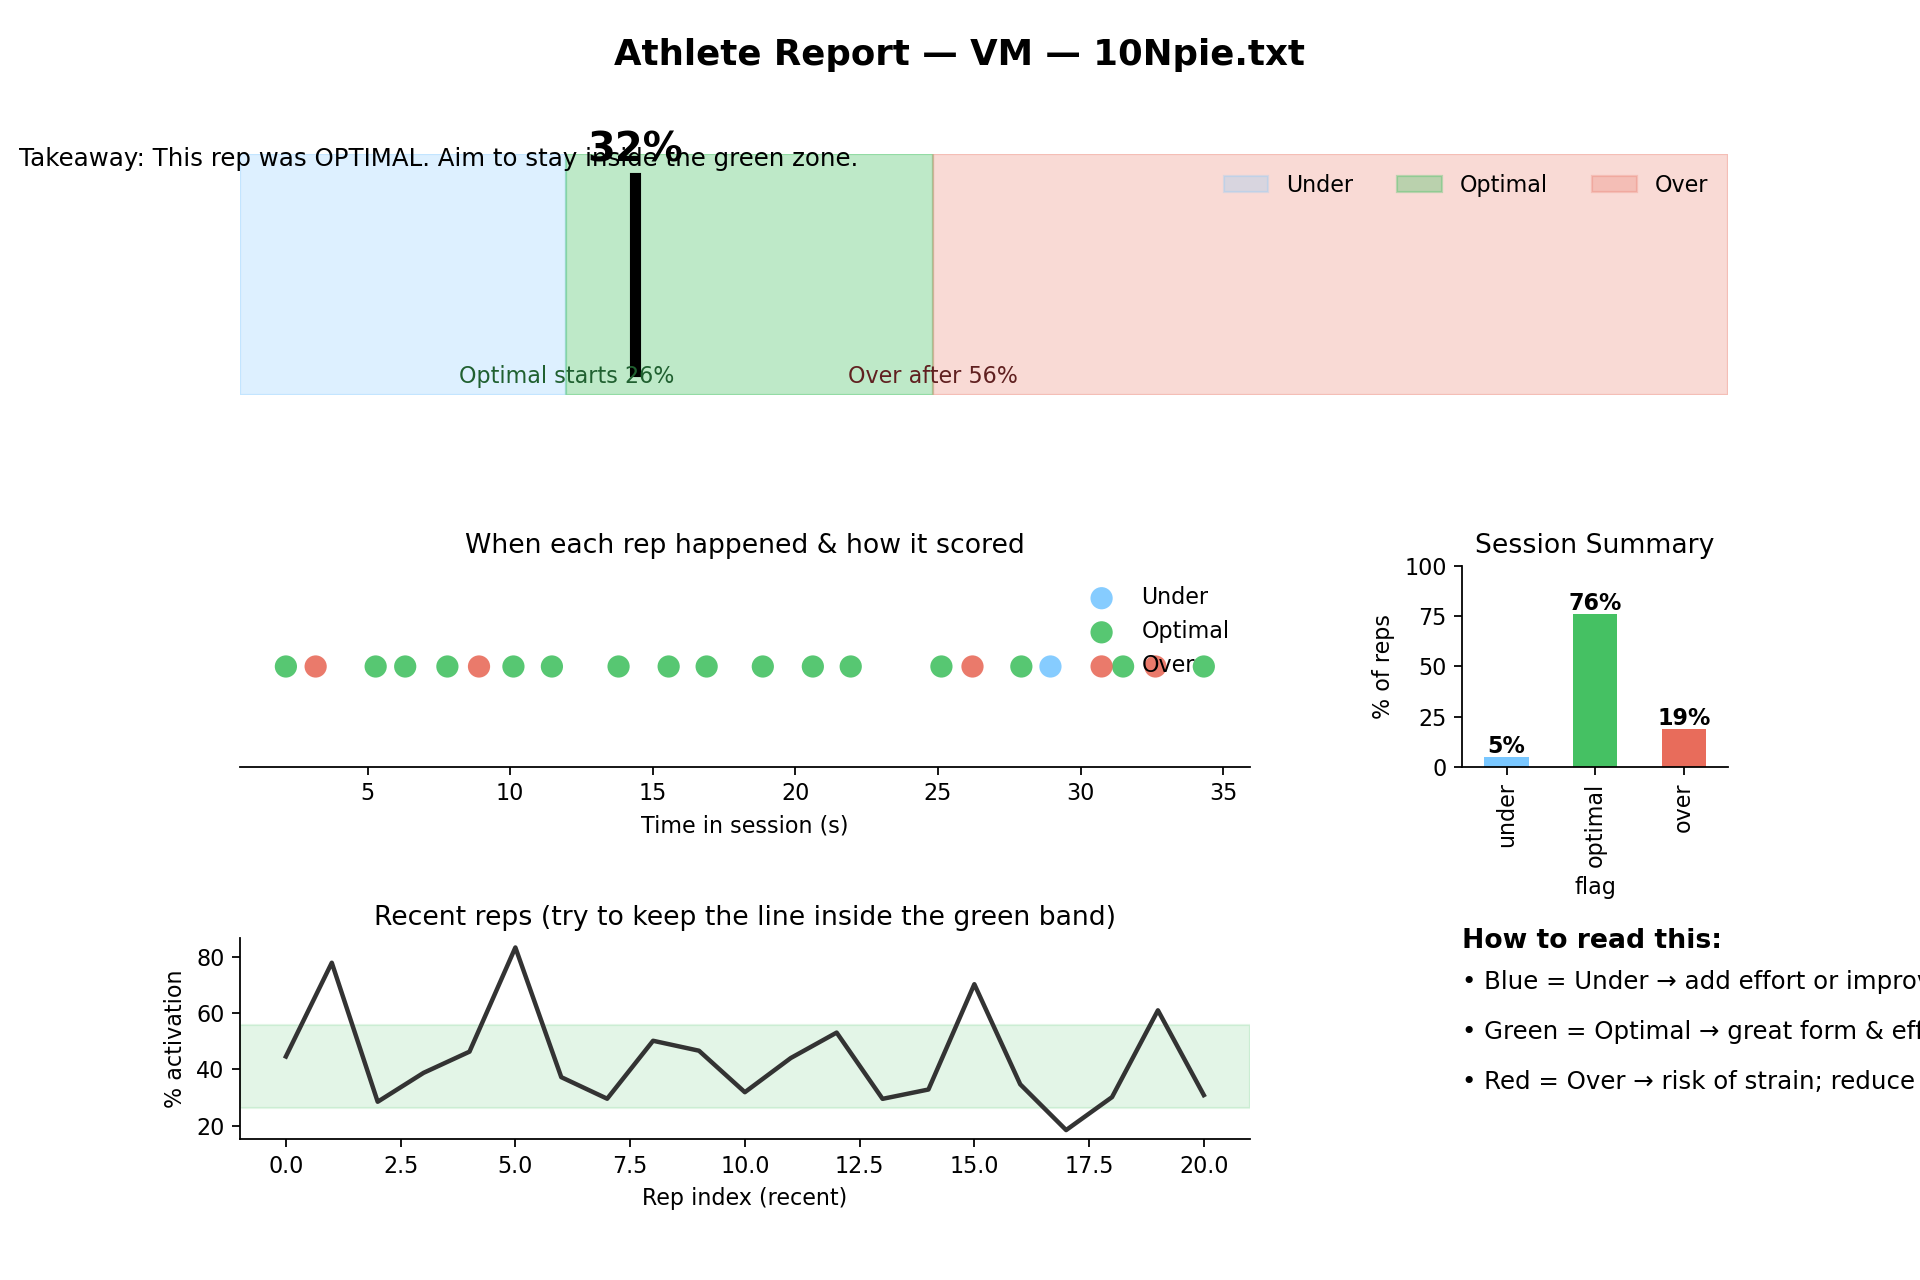 Athlete Report — VM — 10Npie.txt
32%
Takeaway: This rep was OPTIMAL. Aim to stay inside the green zone.
Under Optimal Over
Optimal starts 26%
Over after 56%
When each rep happened & how it scored
Under
Optimal
Over
5 10 15 20 25 30 35
Time in session (s)
Session Summary
100
75
50
25
0
% of reps
5%
76%
19%
under
optimal
over
flag
Recent reps (try to keep the line inside the green band)
80
60
40
20
% activation
0.0 2.5 5.0 7.5 10.0 12.5 15.0 17.5 20.0
Rep index (recent)
How to read this:
• Blue = Under → add effort or improv
• Green = Optimal → great form & eff
• Red = Over → risk of strain; reduce